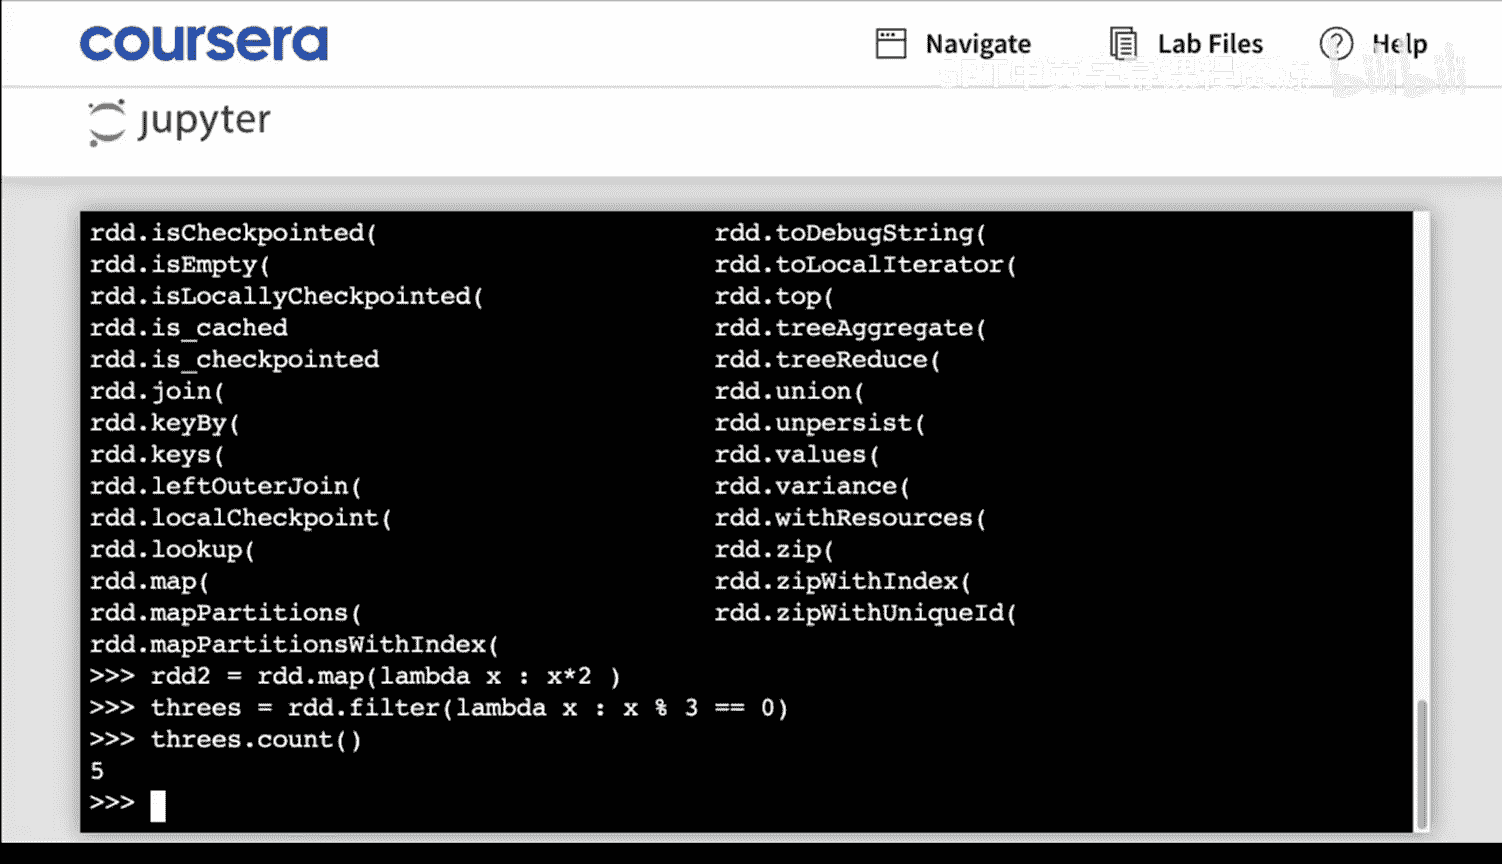 coursera
Navigate
Lab Files
Help
bilibili
jupyter
rdd.isCheckpointed( rdd.toDebugString(
rdd.isEmpty( rdd.toLocalIterator(
rdd.isLocallyCheckpointed( rdd.top(
rdd.is_cached rdd.treeAggregate(
rdd.is_checkpointed rdd.treeReduce(
rdd.join( rdd.union(
rdd.keyBy( rdd.unpersist(
rdd.keys( rdd.values(
rdd.leftOuterJoin( rdd.variance(
rdd.localCheckpoint( rdd.withResources(
rdd.lookup( rdd.zip(
rdd.map( rdd.zipWithIndex(
rdd.mapPartitions( rdd.zipWithUniqueId(
rdd.mapPartitionsWithIndex(
>>> rdd2 = rdd.map(lambda x : x*2 )
>>> threes = rdd.filter(lambda x : x % 3 == 0)
>>> threes.count()
5
>>>